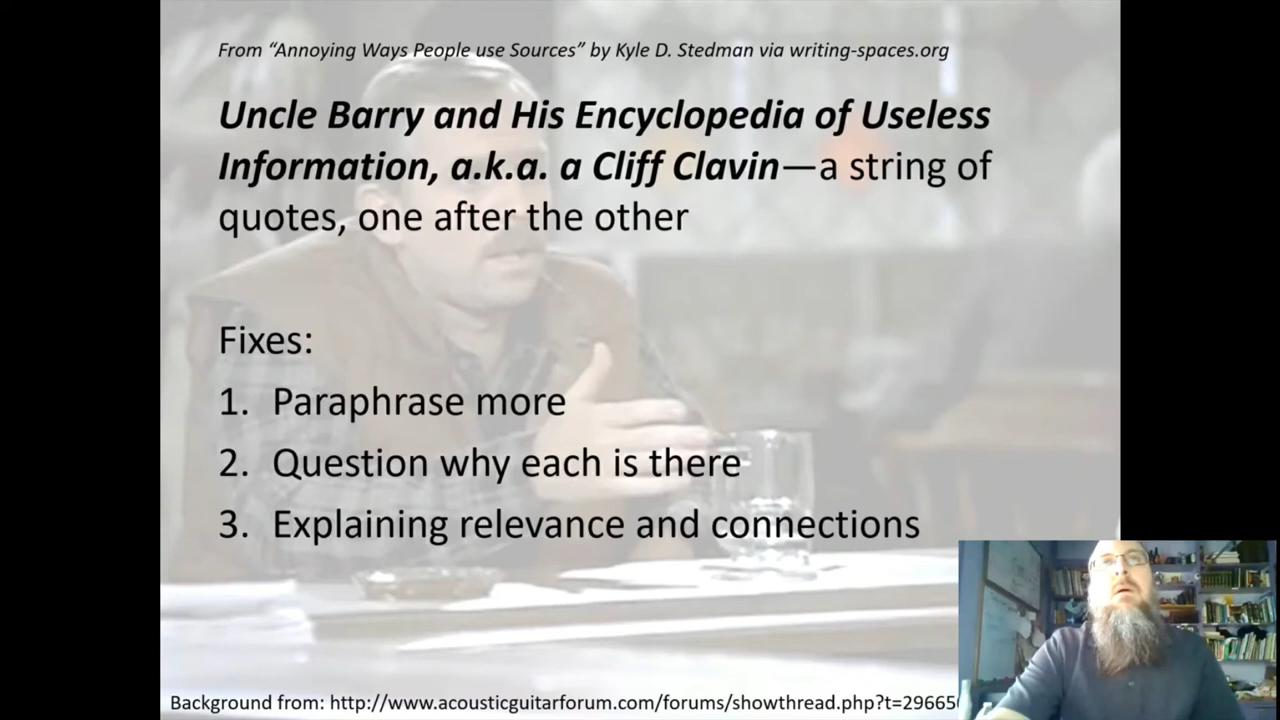 From “Annoying Ways People use Sources” by Kyle D. Stedman via writing-spaces.org
Uncle Barry and His Encyclopedia of Useless
Information, a.k.a. a Cliff Clavin—a string of
quotes, one after the other
Fixes:
1. Paraphrase more
2. Question why each is there
3. Explaining relevance and connections
Background from: http://www.acousticguitarforum.com/forums/showthread.php?t=29665